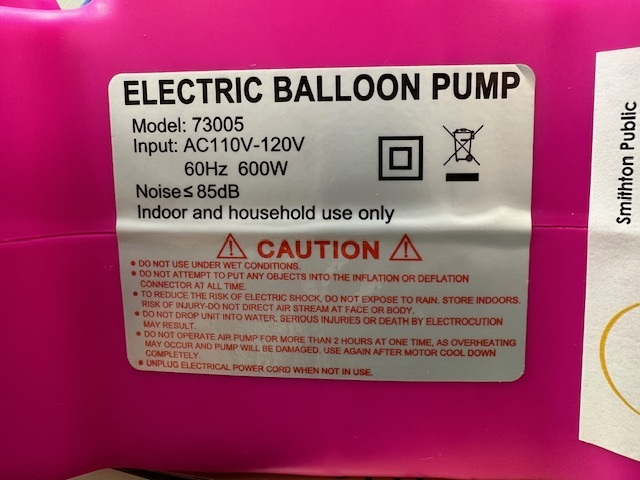 ELECTRIC BALLOON PUMP
Model: 73005
Input: AC110V-120V
60Hz 600W
Noise≤85dB
Indoor and household use only
CAUTION
• DO NOT USE UNDER WET CONDITIONS.
• DO NOT ATTEMPT TO PUT ANY OBJECTS INTO THE INFLATION OR DEFLATION
CONNECTOR AT ALL TIME.
• TO REDUCE THE RISK OF ELECTRIC SHOCK, DO NOT EXPOSE TO RAIN. STORE INDOORS.
RISK OF INJURY-DO NOT DIRECT AIR STREAM AT FACE OR BODY.
• DO NOT DROP UNIT INTO WATER. SERIOUS INJURIES OR DEATH BY ELECTROCUTION
MAY RESULT.
• DO NOT OPERATE AIR PUMP FOR MORE THAN 2 HOURS AT ONE TIME, AS OVERHEATING
MAY OCCUR AND PUMP WILL BE DAMAGED. USE AGAIN AFTER MOTOR COOL DOWN
COMPLETELY.
• UNPLUG ELECTRICAL POWER CORD WHEN NOT IN USE.
Smithton Public